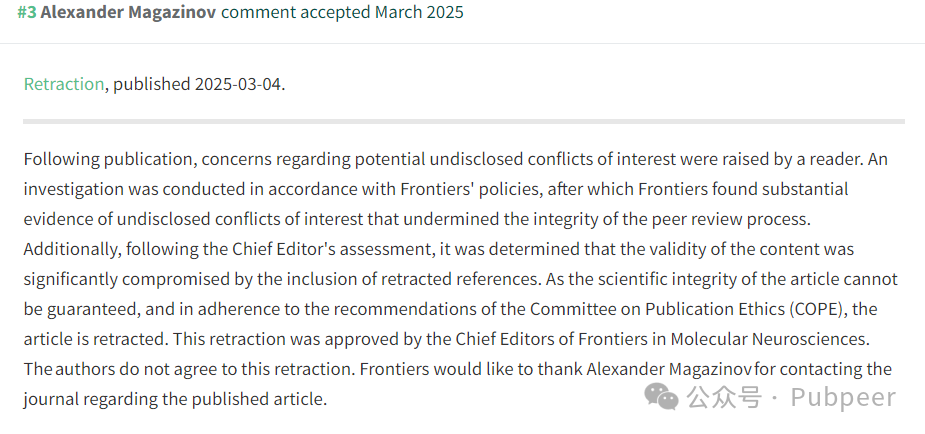 #3 Alexander Magazinov comment accepted March 2025
Retraction, published 2025-03-04.
Following publication, concerns regarding potential undisclosed conflicts of interest were raised by a reader. An
investigation was conducted in accordance with Frontiers' policies, after which Frontiers found substantial
evidence of undisclosed conflicts of interest that undermined the integrity of the peer review process.
Additionally, following the Chief Editor's assessment, it was determined that the validity of the content was
significantly compromised by the inclusion of retracted references. As the scientific integrity of the article cannot
be guaranteed, and in adherence to the recommendations of the Committee on Publication Ethics (COPE), the
article is retracted. This retraction was approved by the Chief Editors of Frontiers in Molecular Neurosciences.
The authors do not agree to this retraction. Frontiers would like to thank Alexander Magazinov for contacting the
journal regarding the published article.
公众号 · Pubpeer